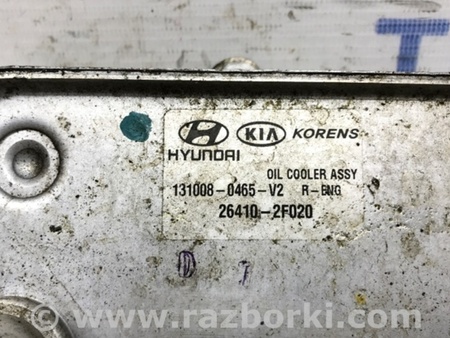 T
HYUNDAI KIA KORENS
OIL COOLER ASSY
131008-0465-V2 R-ENG
26410-2F020
www.razborki.com